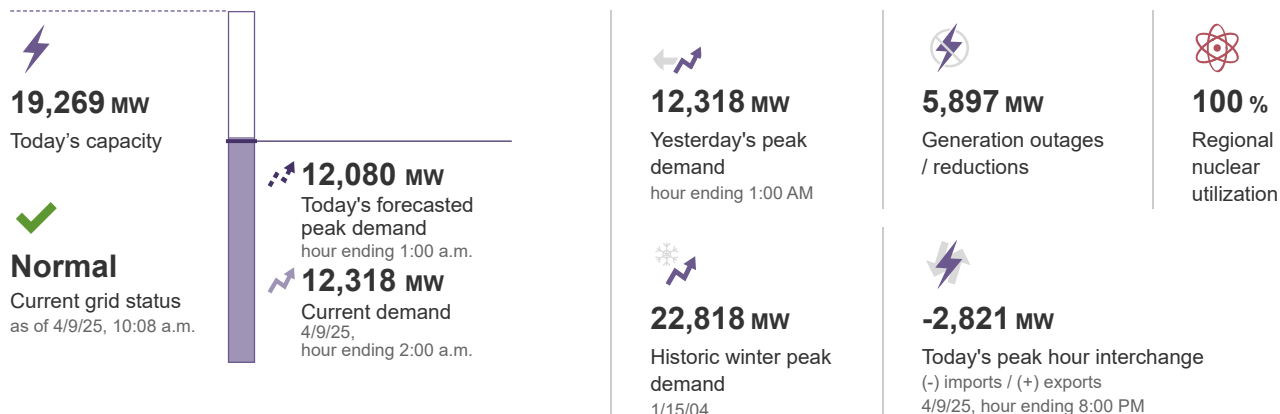 19,269 MW
Today’s capacity
Normal
Current grid status
as of 4/9/25, 10:08 a.m.
12,080 MW
Today's forecasted
peak demand
hour ending 1:00 a.m.
12,318 MW
Current demand
4/9/25,
hour ending 2:00 a.m.
12,318 MW
Yesterday's peak
demand
hour ending 1:00 AM
5,897 MW
Generation outages
/ reductions
100 %
Regional
nuclear
utilization
22,818 MW
Historic winter peak
demand
1/15/04
-2,821 MW
Today's peak hour interchange
(-) imports / (+) exports
4/9/25, hour ending 8:00 PM